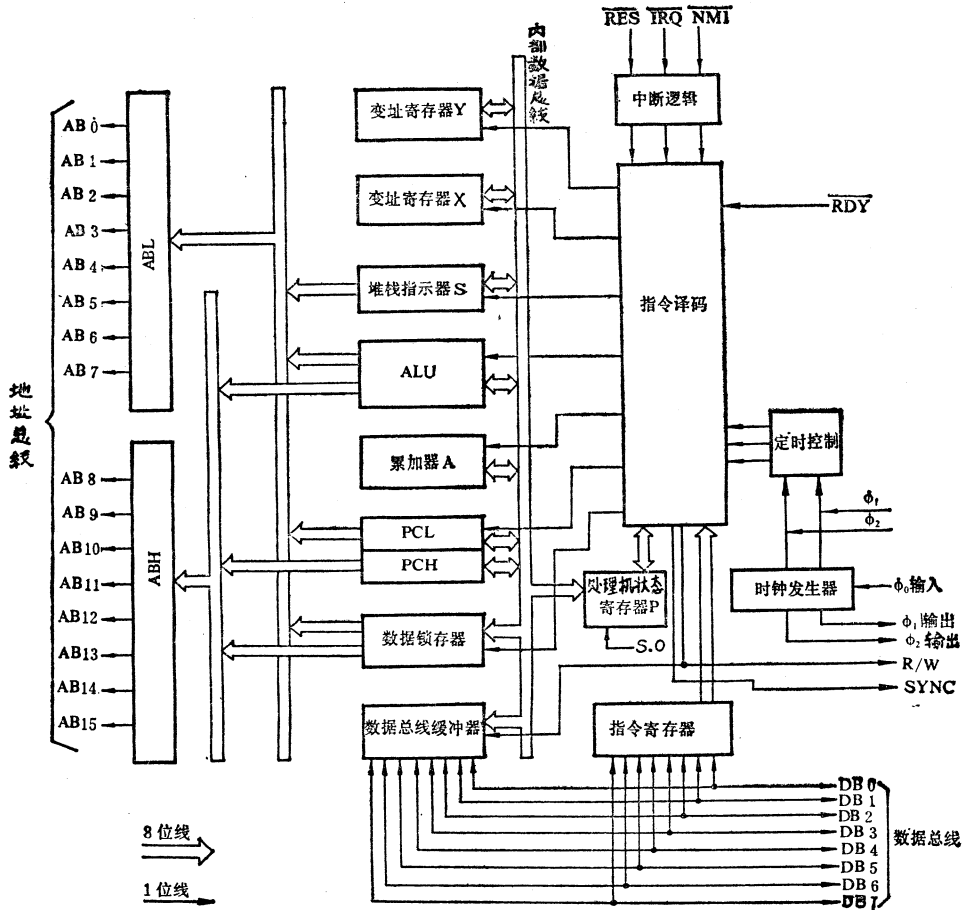 RES IRQ NMI
内部数据总线
中断逻辑
地址总线
AB 0
AB 1
AB 2
AB 3
AB 4
AB 5
AB 6
AB 7
ABL
AB 8
AB 9
AB10
AB11
AB12
AB13
AB14
AB15
ABH
变址寄存器Y
变址寄存器X
堆栈指示器S
ALU
累加器A
PCL
PCH
数据锁存器
数据总线缓冲器
指令译码
RDY
定时控制
ϕ1
ϕ2
时钟发生器
ϕ0输入
ϕ1输出
ϕ2输出
处理机状态
寄存器P
S.O
R/W
SYNC
指令寄存器
DB 0
DB 1
DB 2
DB 3
DB 4
DB 5
DB 6
DB 7
数据总线
8位线
1位线